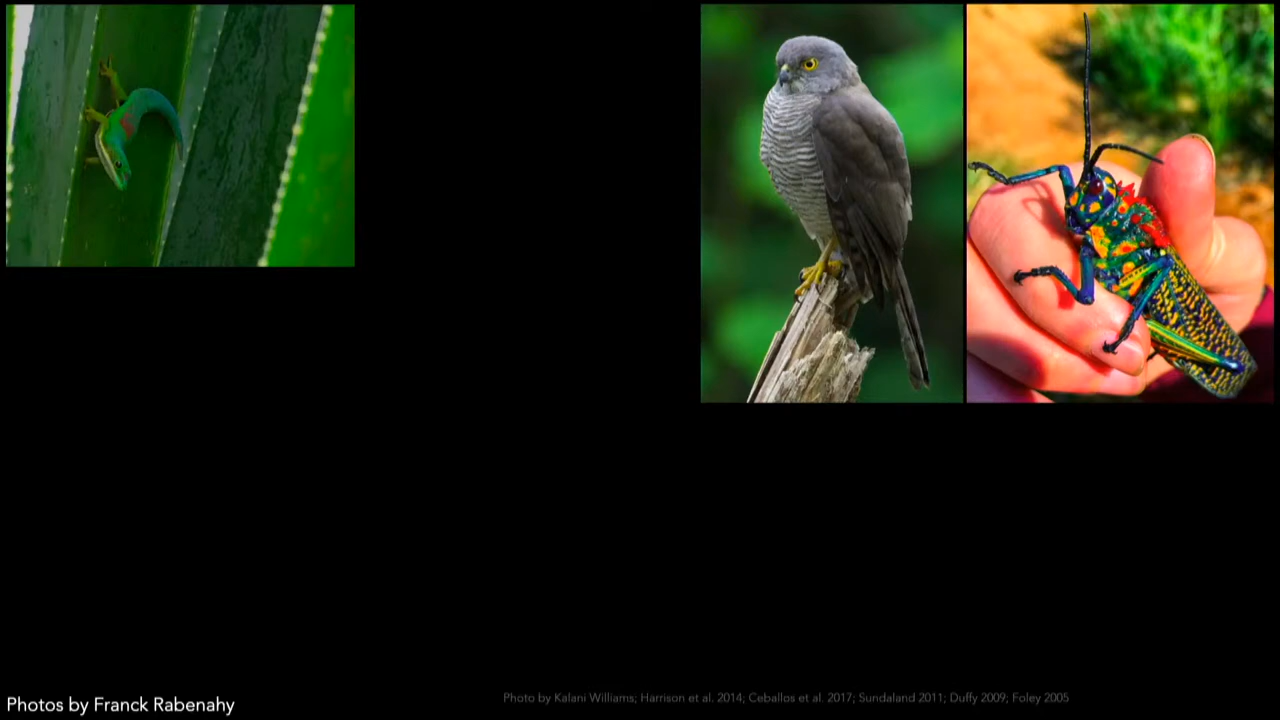 Photo by Kalani Williams; Harrison et al. 2014; Ceballos et al. 2017; Sundaland 2011; Duffy 2009; Foley 2005
Photos by Franck Rabenahy